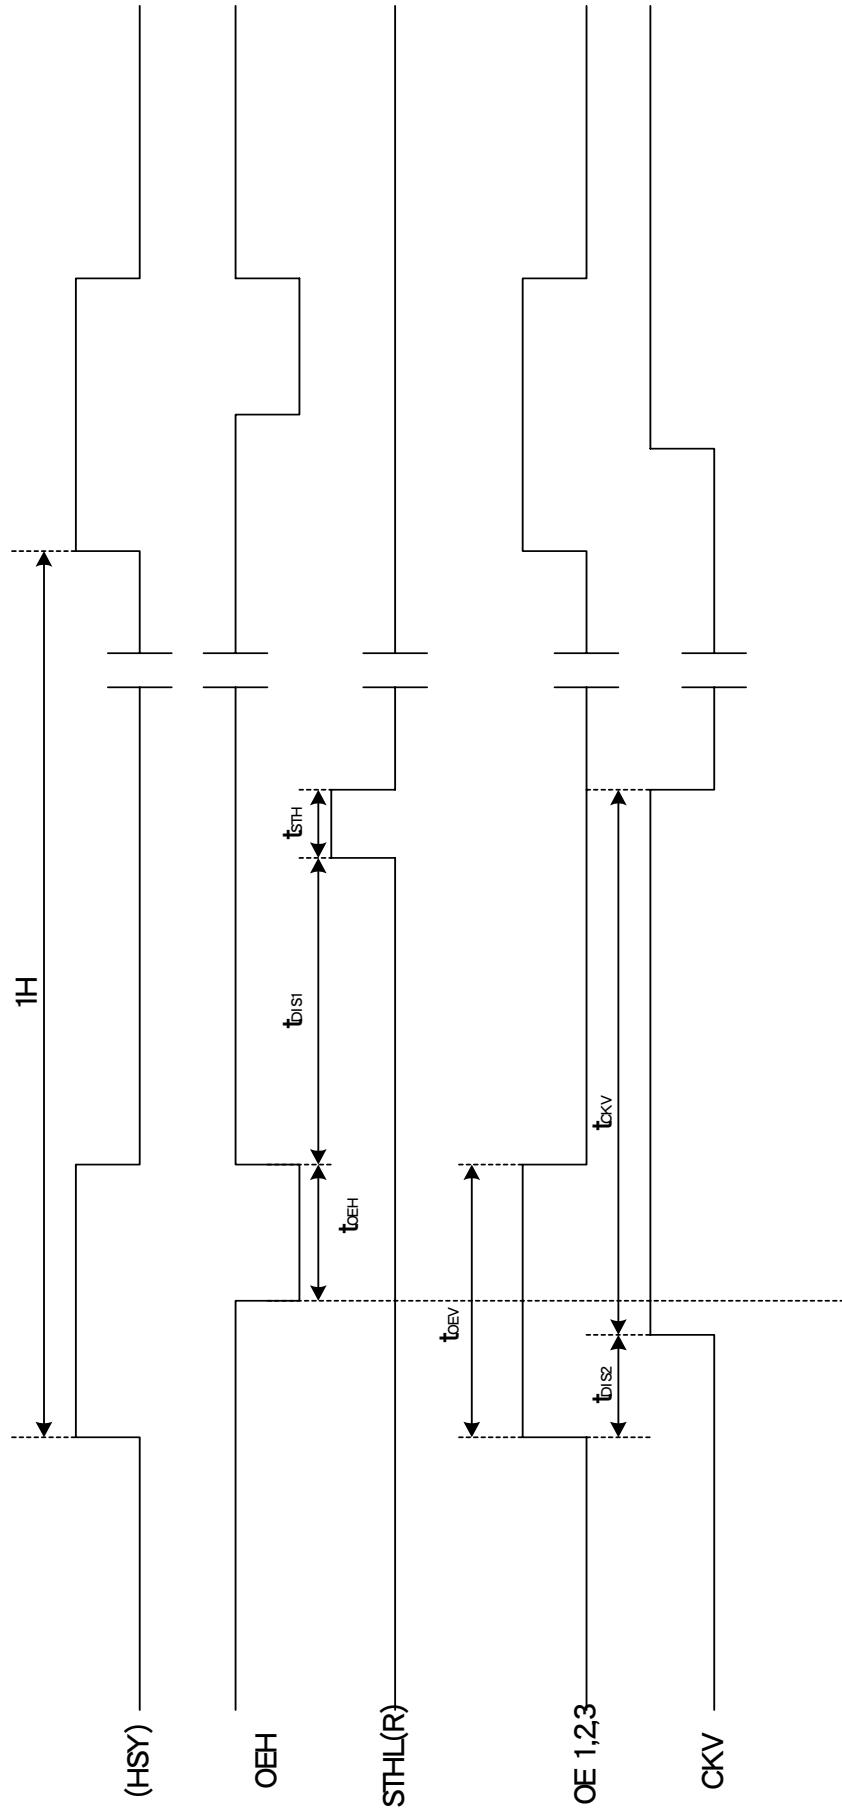 1H
(HSY)
OEH
tOEH
tDIS1
tSTH
STHL(R)
tOEV
OE 1,2,3
tDIS2
tCKV
CKV